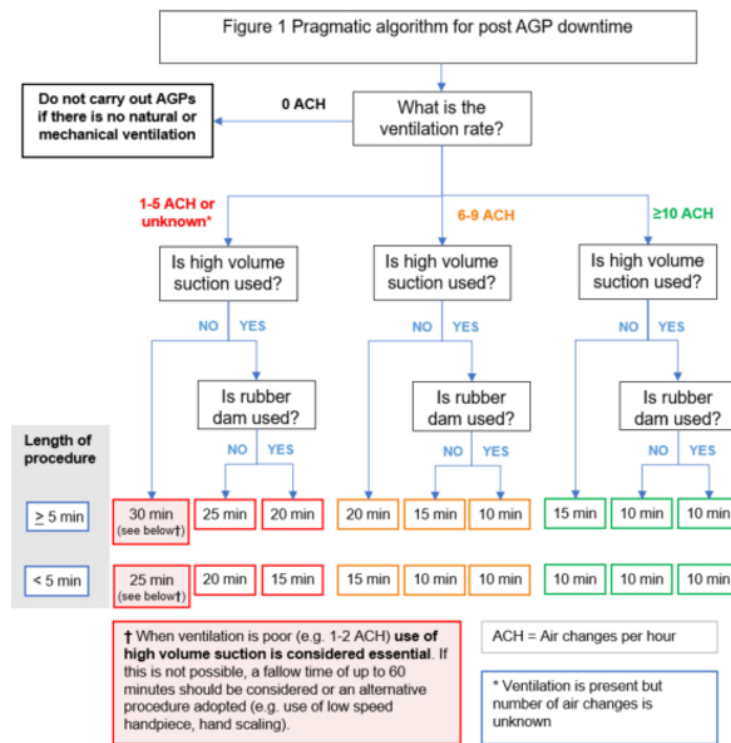 Figure 1 Pragmatic algorithm for post AGP downtime
Do not carry out AGPs
if there is no natural or
mechanical ventilation
0 ACH
What is the
ventilation rate?
1-5 ACH or
unknown*
6-9 ACH
≥10 ACH
Is high volume
suction used?
Is high volume
suction used?
Is high volume
suction used?
NO YES
NO YES
NO YES
Is rubber
dam used?
Is rubber
dam used?
Is rubber
dam used?
NO YES
NO YES
NO YES
Length of
procedure
≥ 5 min
30 min
(see below†)
25 min
20 min
20 min
15 min
10 min
15 min
10 min
10 min
< 5 min
25 min
(see below†)
20 min
15 min
15 min
10 min
10 min
10 min
10 min
10 min
† When ventilation is poor (e.g. 1-2 ACH) use of
high volume suction is considered essential. If
this is not possible, a fallow time of up to 60
minutes should be considered or an alternative
procedure adopted (e.g. use of low speed
handpiece, hand scaling).
ACH = Air changes per hour
* Ventilation is present but
number of air changes is
unknown